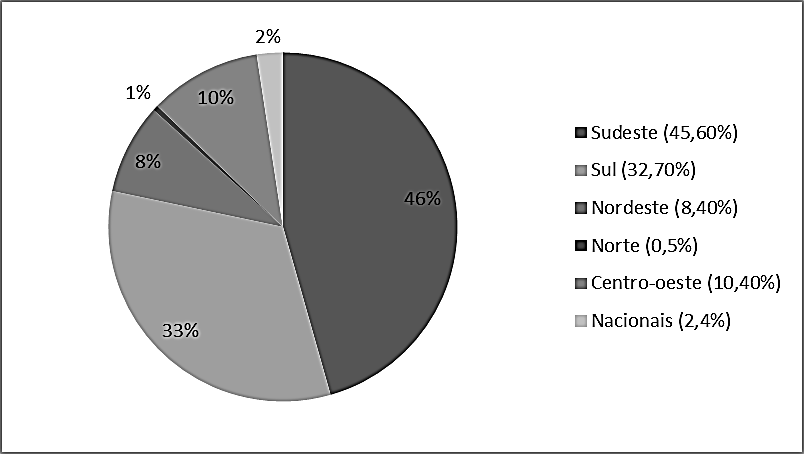 2%
1%
10%
8%
46%
33%
Sudeste (45,60%)
Sul (32,70%)
Nordeste (8,40%)
Norte (0,5%)
Centro-oeste (10,40%)
Nacionais (2,4%)